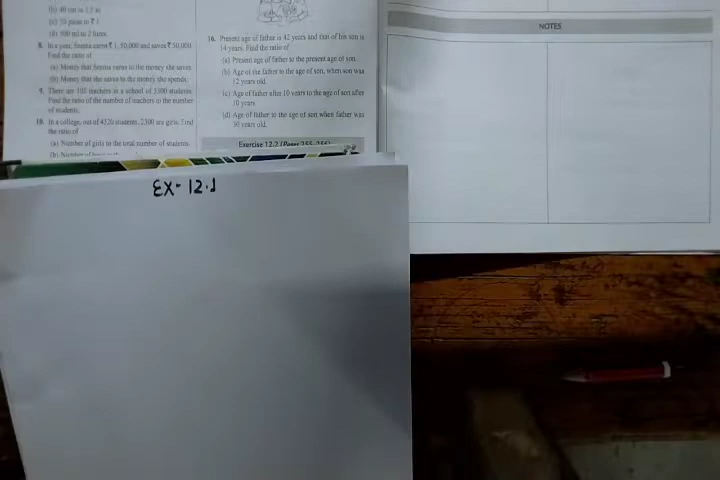 (b) 40 cm to 1.5 m
(c) 55 paise to ₹ 1
(d) 500 ml to 2 litres
8. In a year, Seema earns ₹ 1,50,000 and saves ₹ 50,000.
Find the ratio of
(a) Money that Seema earns to the money she saves.
(b) Money that she saves to the money she spends.
9. There are 102 teachers in a school of 3300 students.
Find the ratio of the number of teachers to the number
of students.
10. In a college, out of 4320 students, 2300 are girls. Find
the ratio of
(a) Number of girls to the total number of students.
(b) Number of
16. Present age of father is 42 years and that of his son is
14 years. Find the ratio of
(a) Present age of father to the present age of son.
(b) Age of the father to the age of son, when son was
12 years old.
(c) Age of father after 10 years to the age of son after
10 years.
(d) Age of father to the age of son when father was
30 years old.
Exercise 12.2 (Pages 255-256)
NOTES
EX-12.1